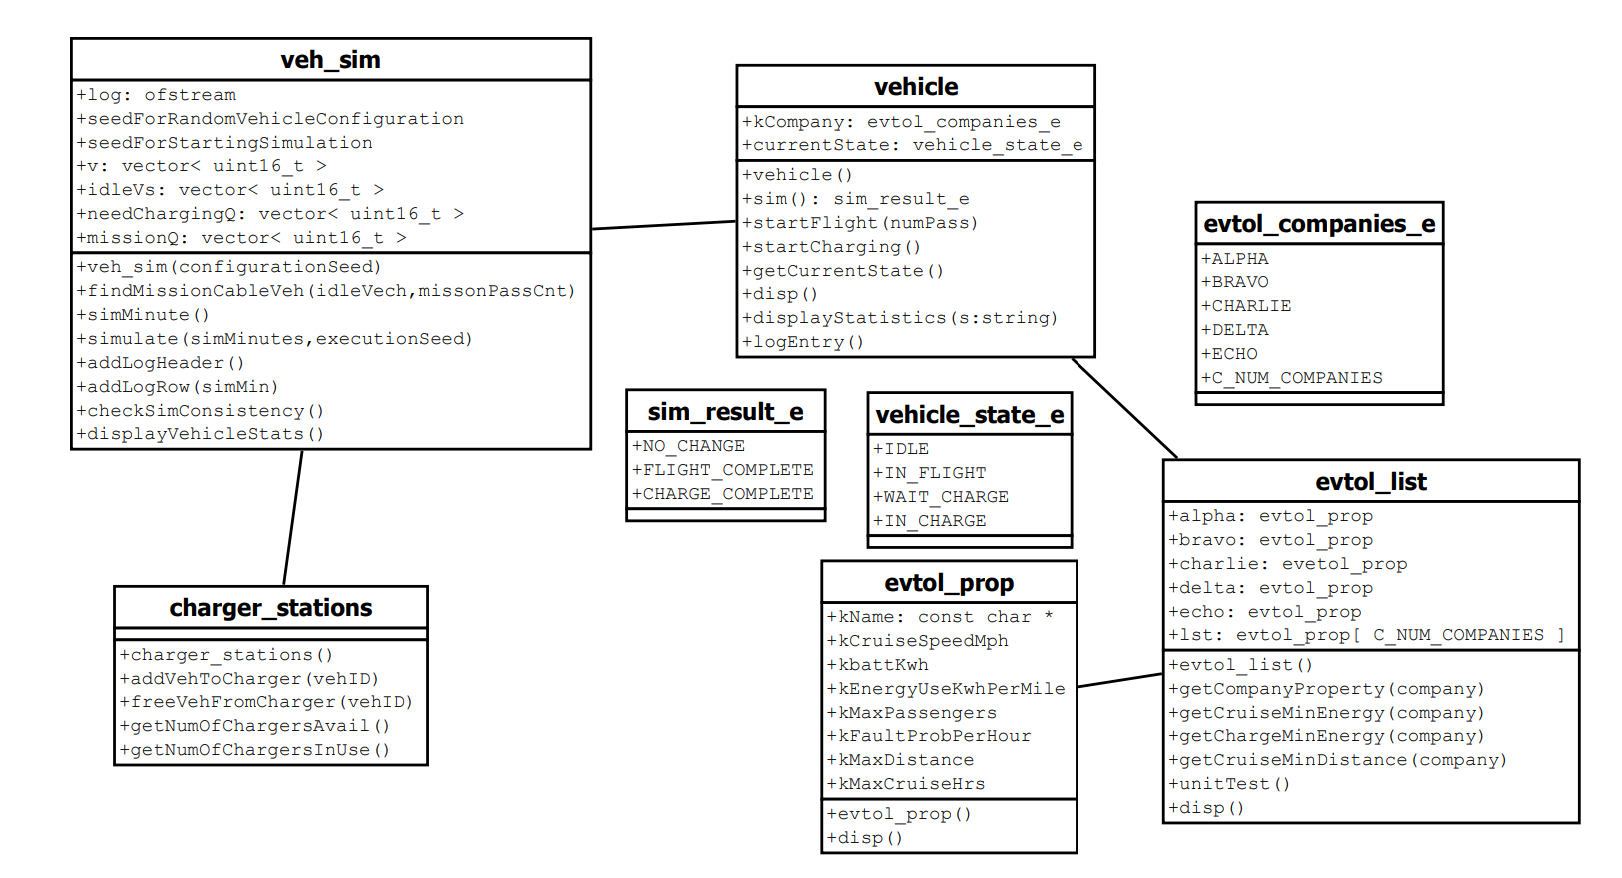 veh_sim
+log: ofstream
+seedForRandomVehicleConfiguration
+seedForStartingSimulation
+v: vector< uint16_t >
+idleVs: vector< uint16_t >
+needChargingQ: vector< uint16_t >
+missionQ: vector< uint16_t >
+veh_sim(configurationSeed)
+findMissionCableVeh(idleVech,missonPassCnt)
+simMinute()
+simulate(simMinutes,executionSeed)
+addLogHeader()
+addLogRow(simMin)
+checkSimConsistency()
+displayVehicleStats()
vehicle
+kCompany: evtol_companies_e
+currentState: vehicle_state_e
+vehicle()
+sim(): sim_result_e
+startFlight(numPass)
+startCharging()
+getCurrentState()
+disp()
+displayStatistics(s:string)
+logEntry()
evtol_companies_e
+ALPHA
+BRAVO
+CHARLIE
+DELTA
+ECHO
+C_NUM_COMPANIES
sim_result_e
+NO_CHANGE
+FLIGHT_COMPLETE
+CHARGE_COMPLETE
vehicle_state_e
+IDLE
+IN_FLIGHT
+WAIT_CHARGE
+IN_CHARGE
evtol_list
+alpha: evtol_prop
+bravo: evtol_prop
+charlie: evetol_prop
+delta: evtol_prop
+echo: evtol_prop
+lst: evtol_prop[ C_NUM_COMPANIES ]
+evtol_list()
+getCompanyProperty(company)
+getCruiseMinEnergy(company)
+getChargeMinEnergy(company)
+getCruiseMinDistance(company)
+unitTest()
+disp()
charger_stations
+charger_stations()
+addVehToCharger(vehID)
+freeVehFromCharger(vehID)
+getNumOfChargersAvail()
+getNumOfChargersInUse()
evtol_prop
+kName: const char *
+kCruiseSpeedMph
+kbattKwh
+kEnergyUseKwhPerMile
+kMaxPassengers
+kFaultProbPerHour
+kMaxDistance
+kMaxCruiseHrs
+evtol_prop()
+disp()